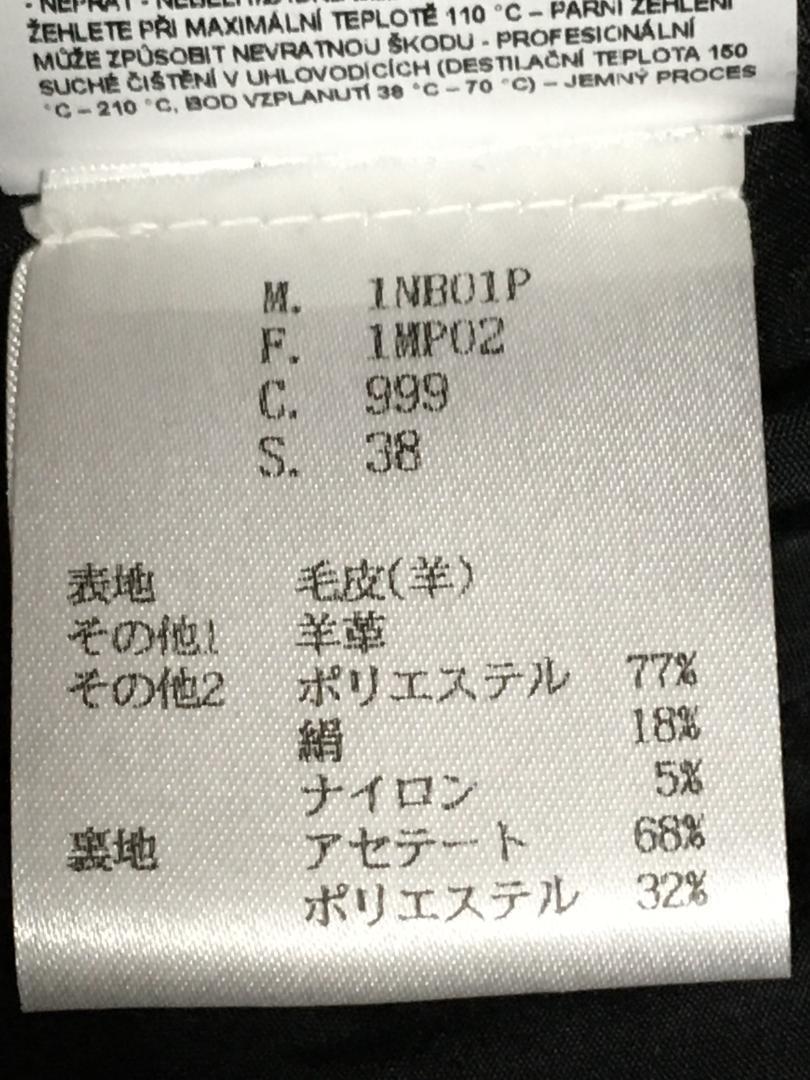 - NEPRAT -
ŽEHLETE PŘI MAXIMÁLNÍ TEPLOTĚ 110 °C – PARNÍ ŽEHLENÍ
MŮŽE ZPŮSOBIT NEVRATNOU ŠKODU - PROFESIONÁLNÍ
SUCHÉ ČIŠTĚNÍ V UHLOVODÍCÍCH (DESTILAČNÍ TEPLOTA 150
°C – 210 °C, BOD VZPLANUTÍ 38 °C – 70 °C) – JEMNÝ PROCES
M. 1NB01P
F. 1MP02
C. 999
S. 38
表地 毛皮(羊)
その他1 羊革
その他2 ポリエステル 77%
絹 18%
ナイロン 5%
裏地 アセテート 68%
ポリエステル 32%